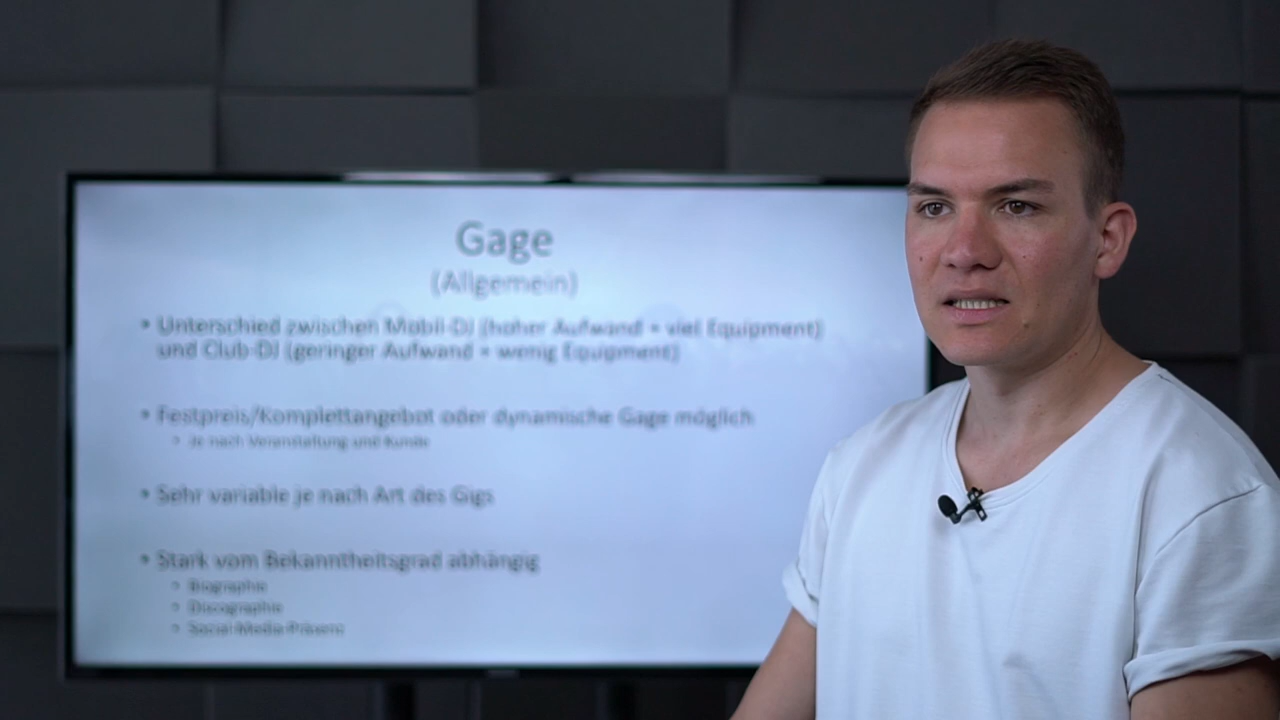 Gage
(Allgemein)
• Unterschied zwischen Mobil-DJ (hoher Aufwand + viel Equipment)
und Club-DJ (geringer Aufwand + wenig Equipment)
• Festpreis/Komplettangebot oder dynamische Gage möglich
• Je nach Veranstaltung und Kunde
• Sehr variable je nach Art des Gigs
• Stark vom Bekanntheitsgrad abhängig
• Biographie
• Discographie
• Social-Media-Präsenz